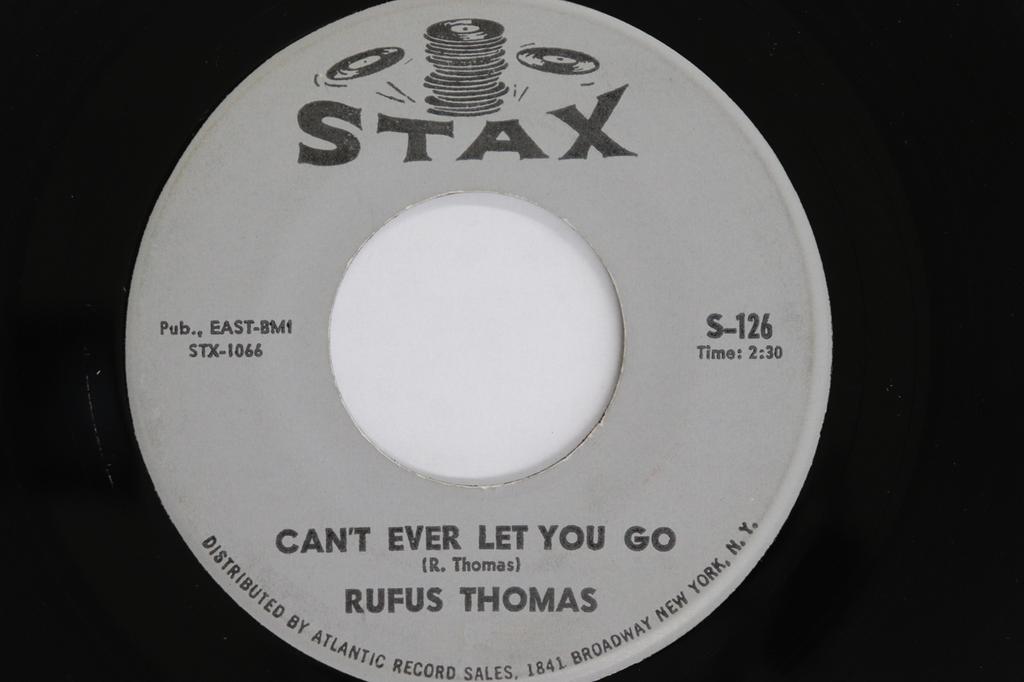 STAX
Pub., EAST-BMI
STX-1066
S-126
Time: 2:30
CAN'T EVER LET YOU GO
(R. Thomas)
RUFUS THOMAS
DISTRIBUTED BY ATLANTIC RECORD SALES, 1841 BROADWAY NEW YORK, N. Y.